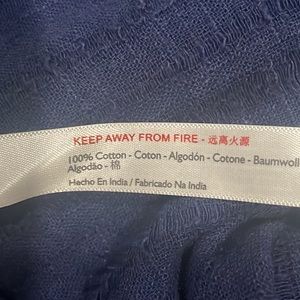 KEEP AWAY FROM FIRE - 远离火源
100% Cotton - Coton - Algodón - Cotone - Baumwoll
Algodão - 棉
Hecho En India / Fabricado Na India